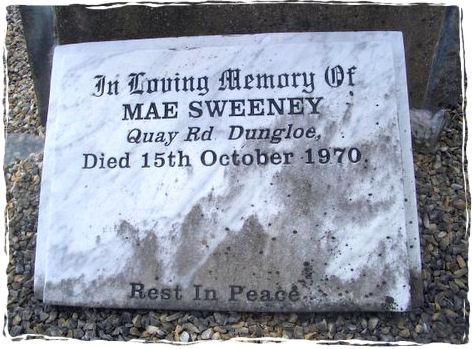 In Loving Memory Of
MAE SWEENEY
Quay Rd Dungloe,
Died 15th October 1970
Rest In Peace